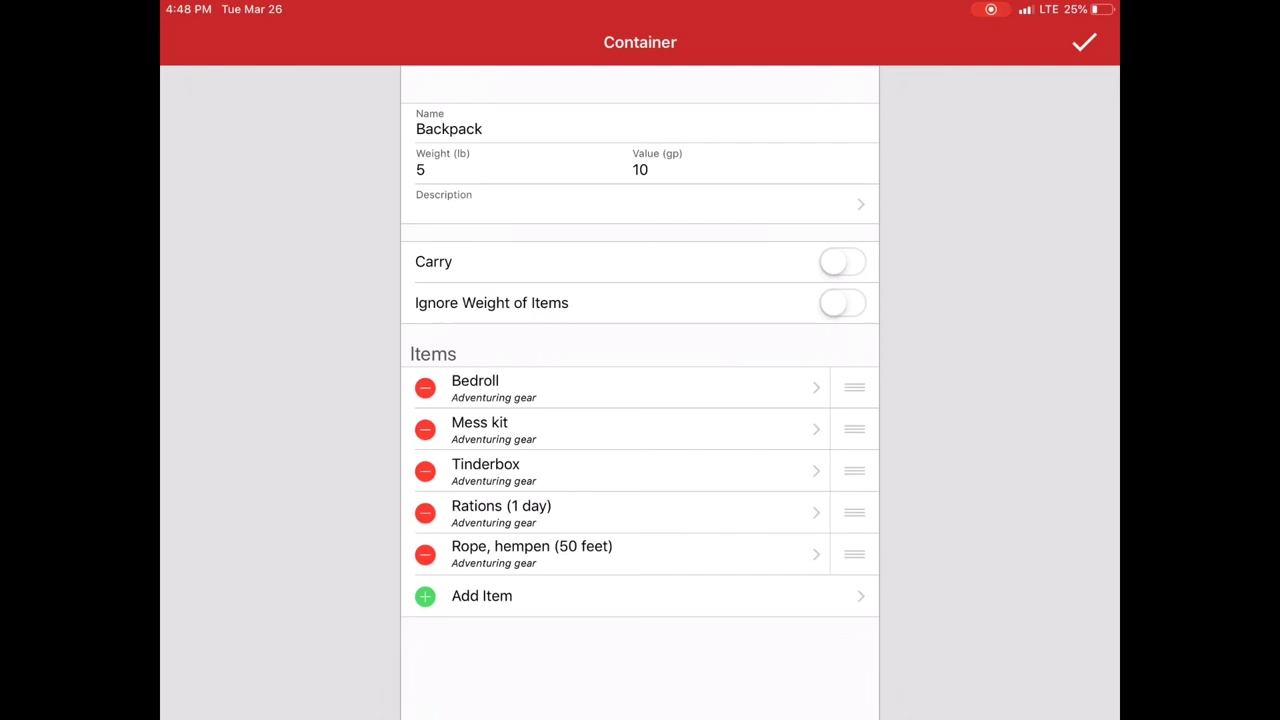 4:48 PM Tue Mar 26 LTE 25%
Container
Name
Backpack
Weight (lb) Value (gp)
5 10
Description
Carry
Ignore Weight of Items
Items
Bedroll
Adventuring gear
Mess kit
Adventuring gear
Tinderbox
Adventuring gear
Rations (1 day)
Adventuring gear
Rope, hempen (50 feet)
Adventuring gear
Add Item